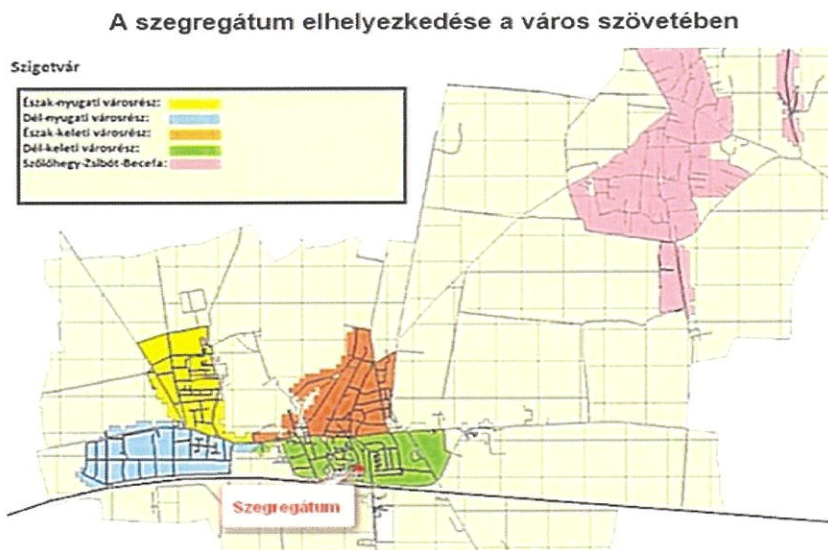 A szegregátum elhelyezkedése a város szövetében
Szigetvár
Észak-nyugati városrész:
Dél-nyugati városrész:
Észak-keleti városrész:
Dél-keleti városrész:
Szőlőhegy-Zsibót-Becefa:
Szegregátum